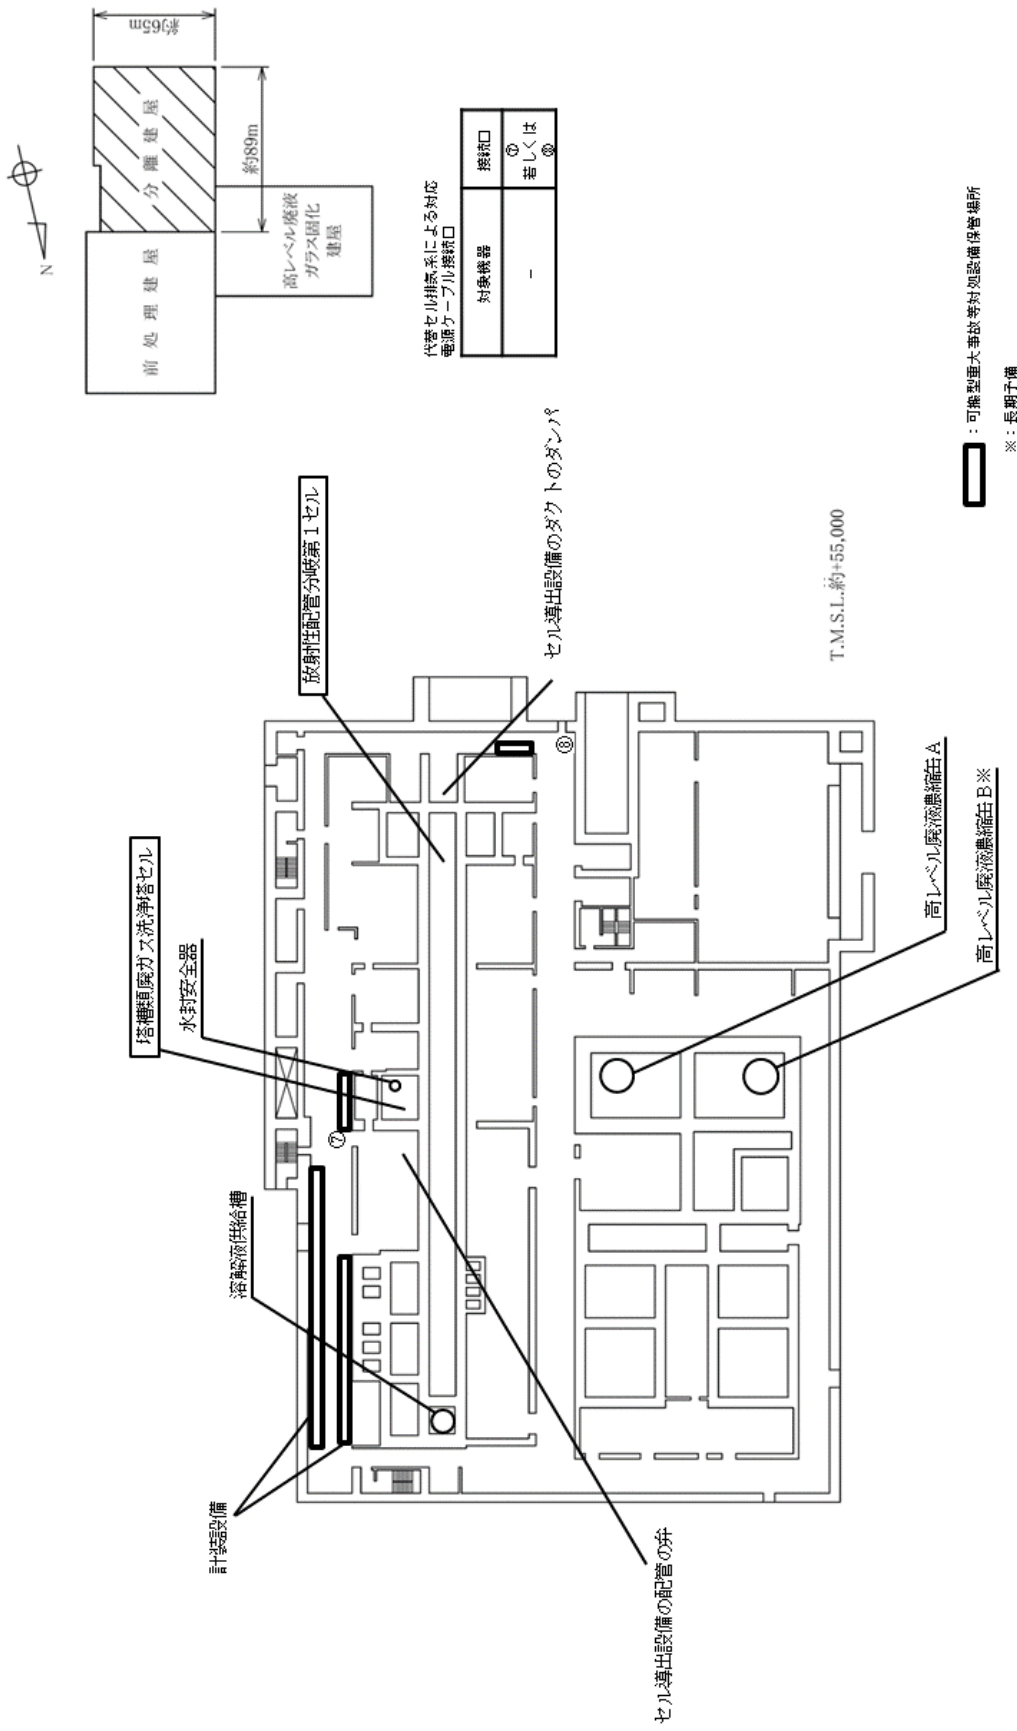 塔槽類廃ガス洗浄塔セル
水封安全器
溶解液供給槽
計装設備
放射性配管分岐第1セル
セル導出設備のダクトのダンパ
セル導出設備の配管の弁
高レベル廃液濃縮缶A
高レベル廃液濃縮缶B※
⑦
⑧
T.M.S.L.約+55,000
N
前処理建屋
分離建屋
高レベル廃液
ガラス固化
建屋
約89m
約65m
代替セル排気系による対応
電源ケーブル接続口
対象機器
接続口
－
⑦
若しくは
⑧
：可搬型重大事故等対処設備保管場所
※：長期予備